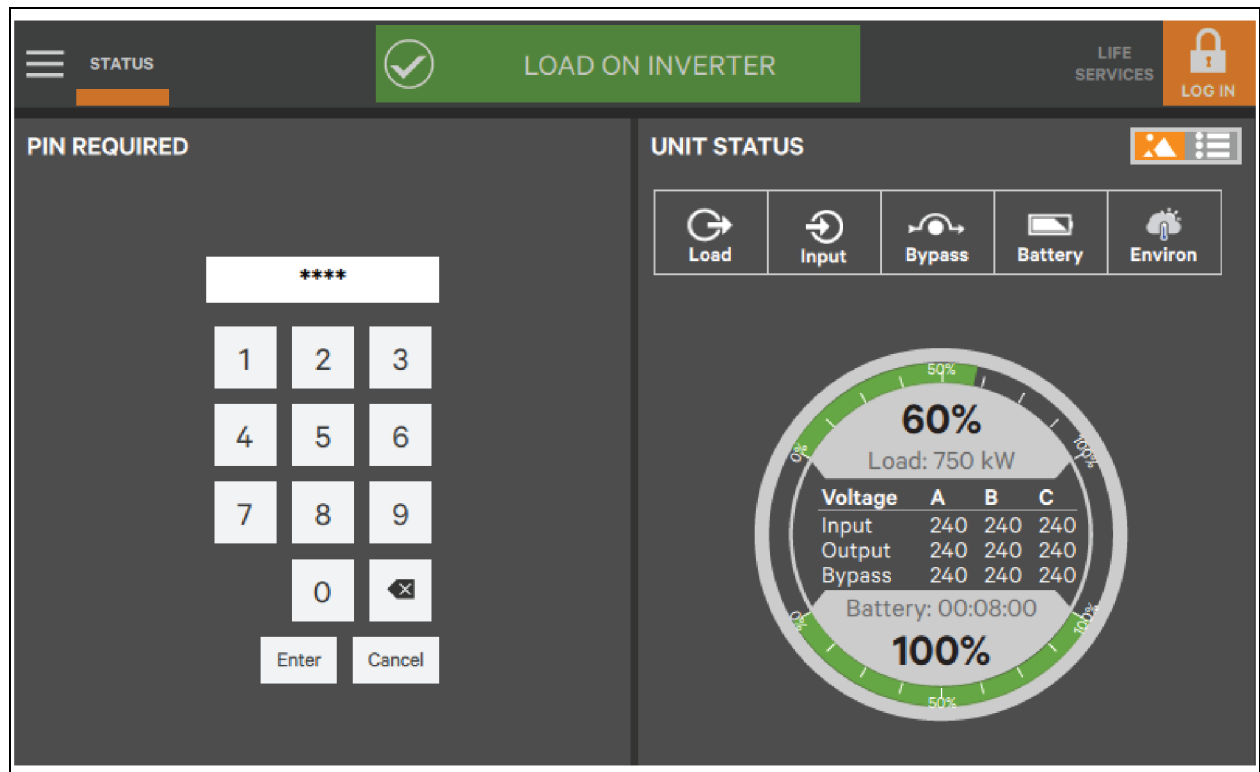 STATUS
LOAD ON INVERTER
LIFE
SERVICES
LOG IN
PIN REQUIRED
****
1 2 3
4 5 6
7 8 9
0
Enter Cancel
UNIT STATUS
Load Input Bypass Battery Environ
0% 50% 100%
60%
Load: 750 kW
Voltage A B C
Input 240 240 240
Output 240 240 240
Bypass 240 240 240
Battery: 00:08:00
100%
0% 50% 100%